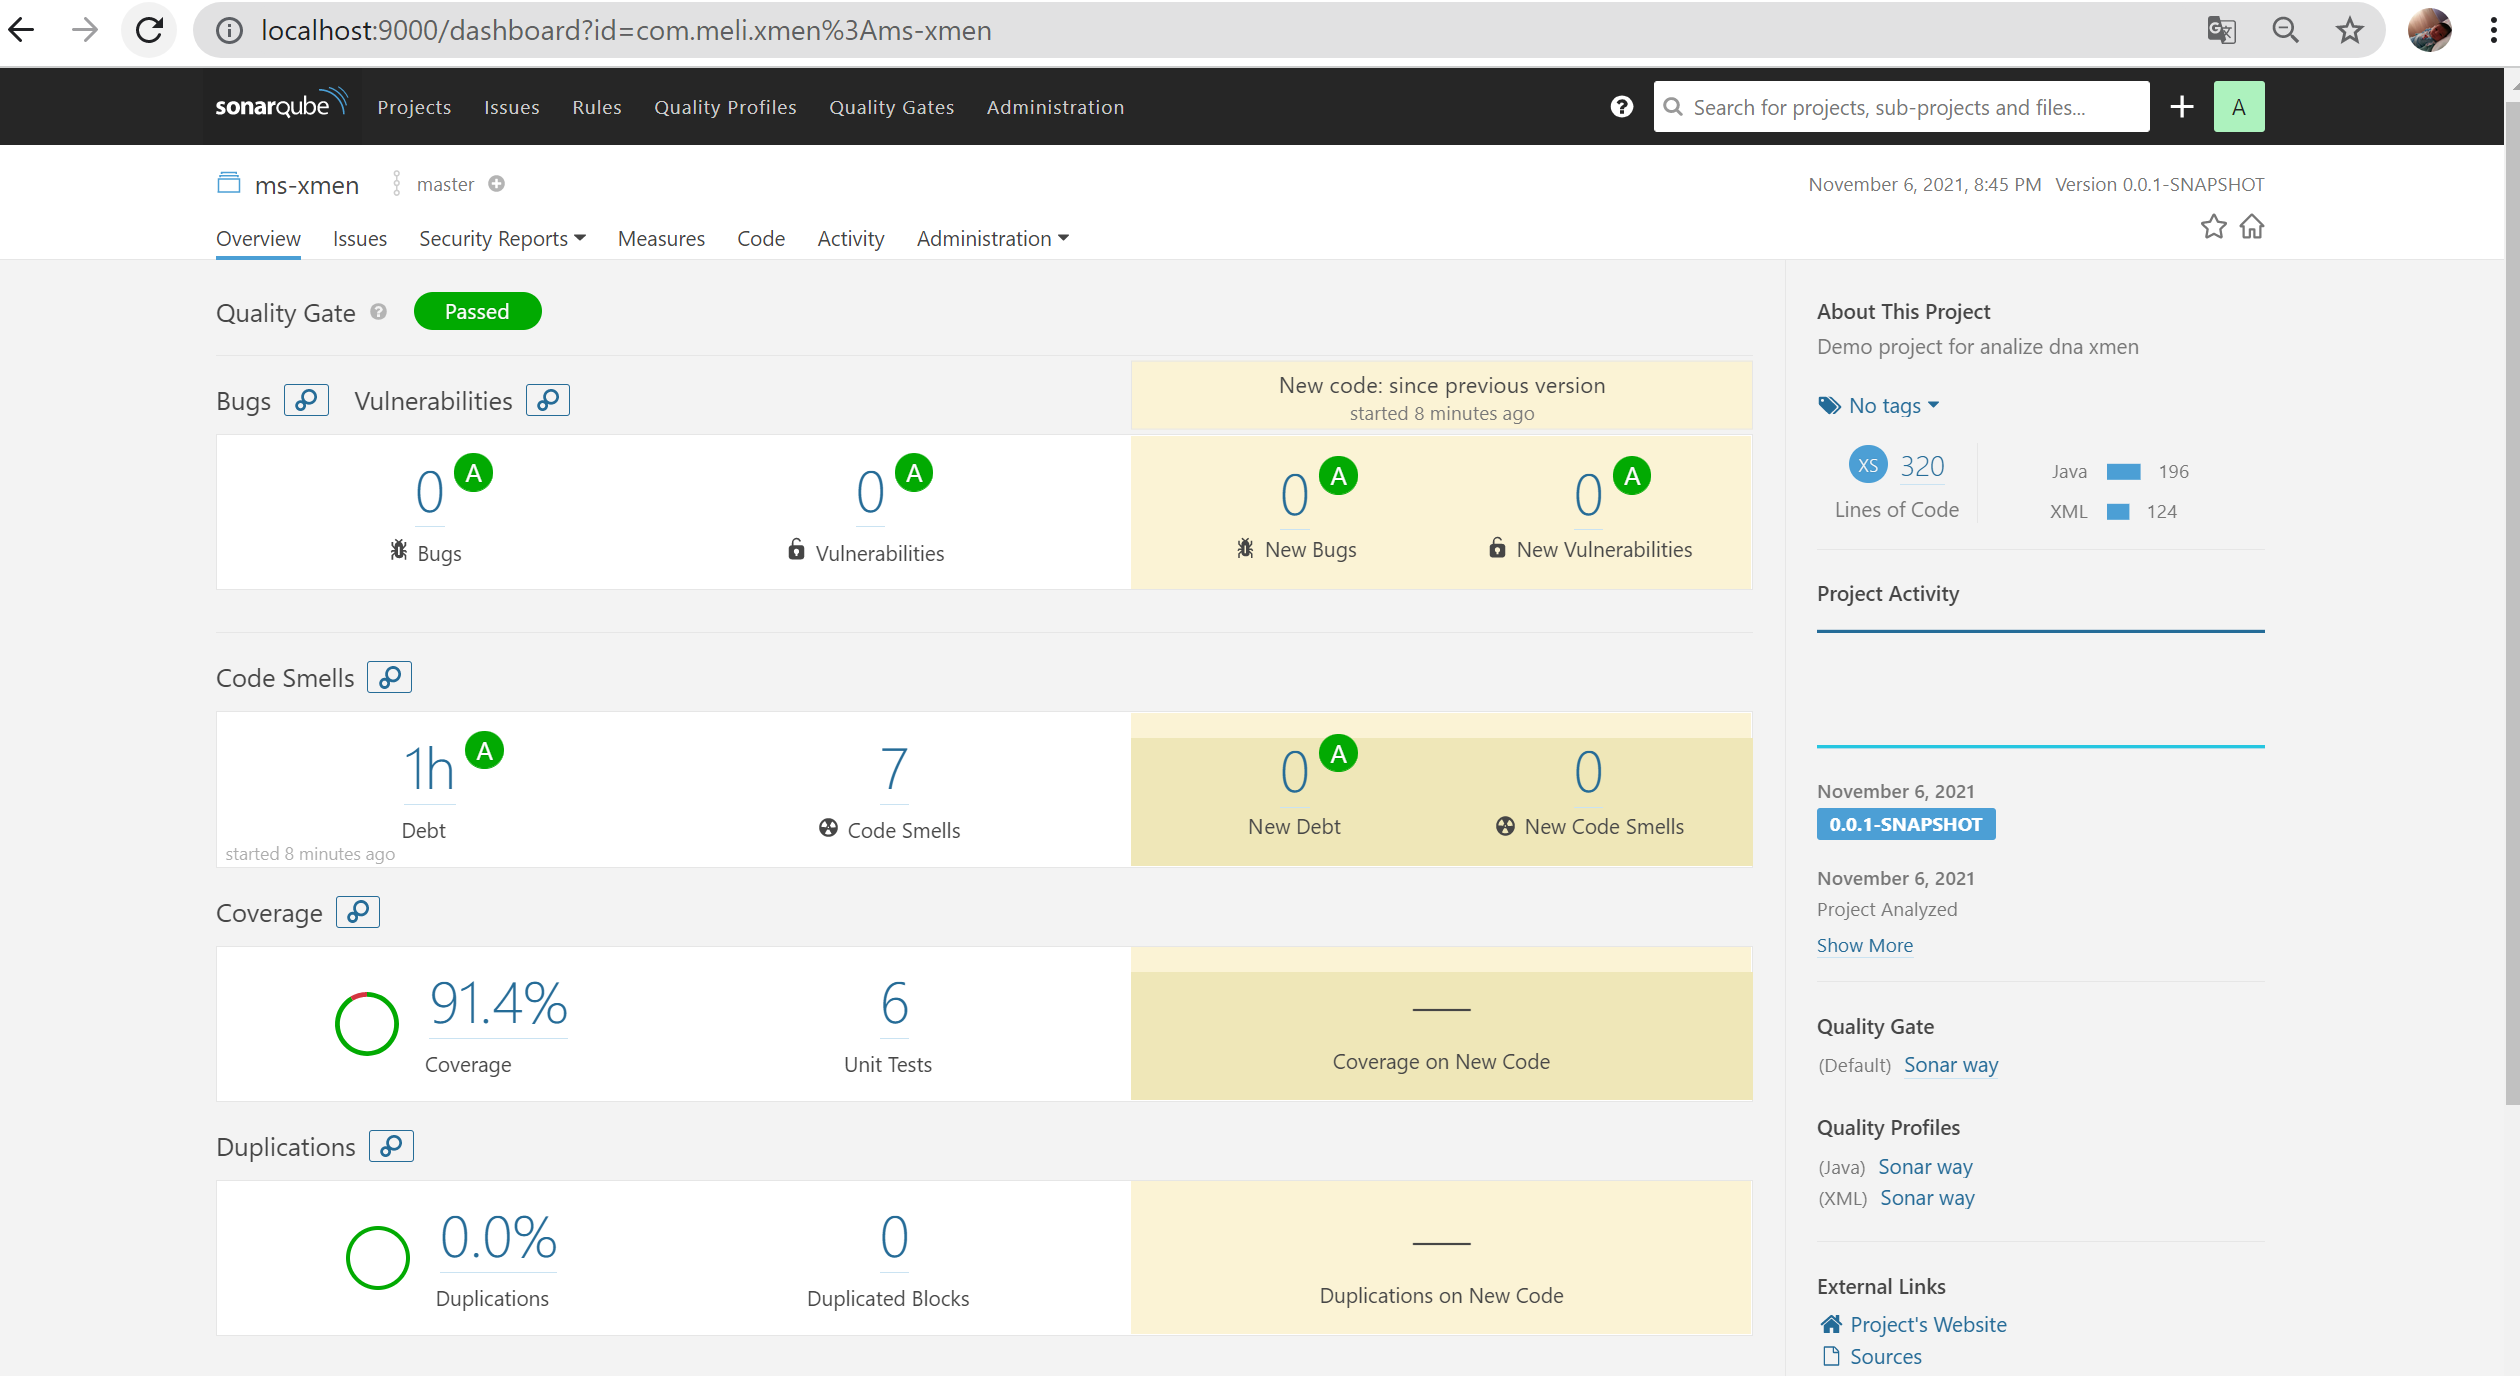 localhost:9000/dashboard?id=com.meli.xmen%3Ams-xmen
sonarqube Projects Issues Rules Quality Profiles Quality Gates Administration Search for projects, sub-projects and files... A
ms-xmen master November 6, 2021, 8:45 PM Version 0.0.1-SNAPSHOT
Overview Issues Security Reports Measures Code Activity Administration
Quality Gate Passed
Bugs Vulnerabilities
New code: since previous version
started 8 minutes ago
0 A 0 A 0 A 0 A
Bugs Vulnerabilities New Bugs New Vulnerabilities
Code Smells
1h A 7 0 A 0
Debt Code Smells New Debt New Code Smells
started 8 minutes ago
Coverage
91.4% 6
Coverage Unit Tests Coverage on New Code
Duplications
0.0% 0
Duplications Duplicated Blocks Duplications on New Code
About This Project
Demo project for analize dna xmen
No tags
XS 320 Java 196
Lines of Code XML 124
Project Activity
November 6, 2021
0.0.1-SNAPSHOT
November 6, 2021
Project Analyzed
Show More
Quality Gate
(Default) Sonar way
Quality Profiles
(Java) Sonar way
(XML) Sonar way
External Links
Project's Website
Sources